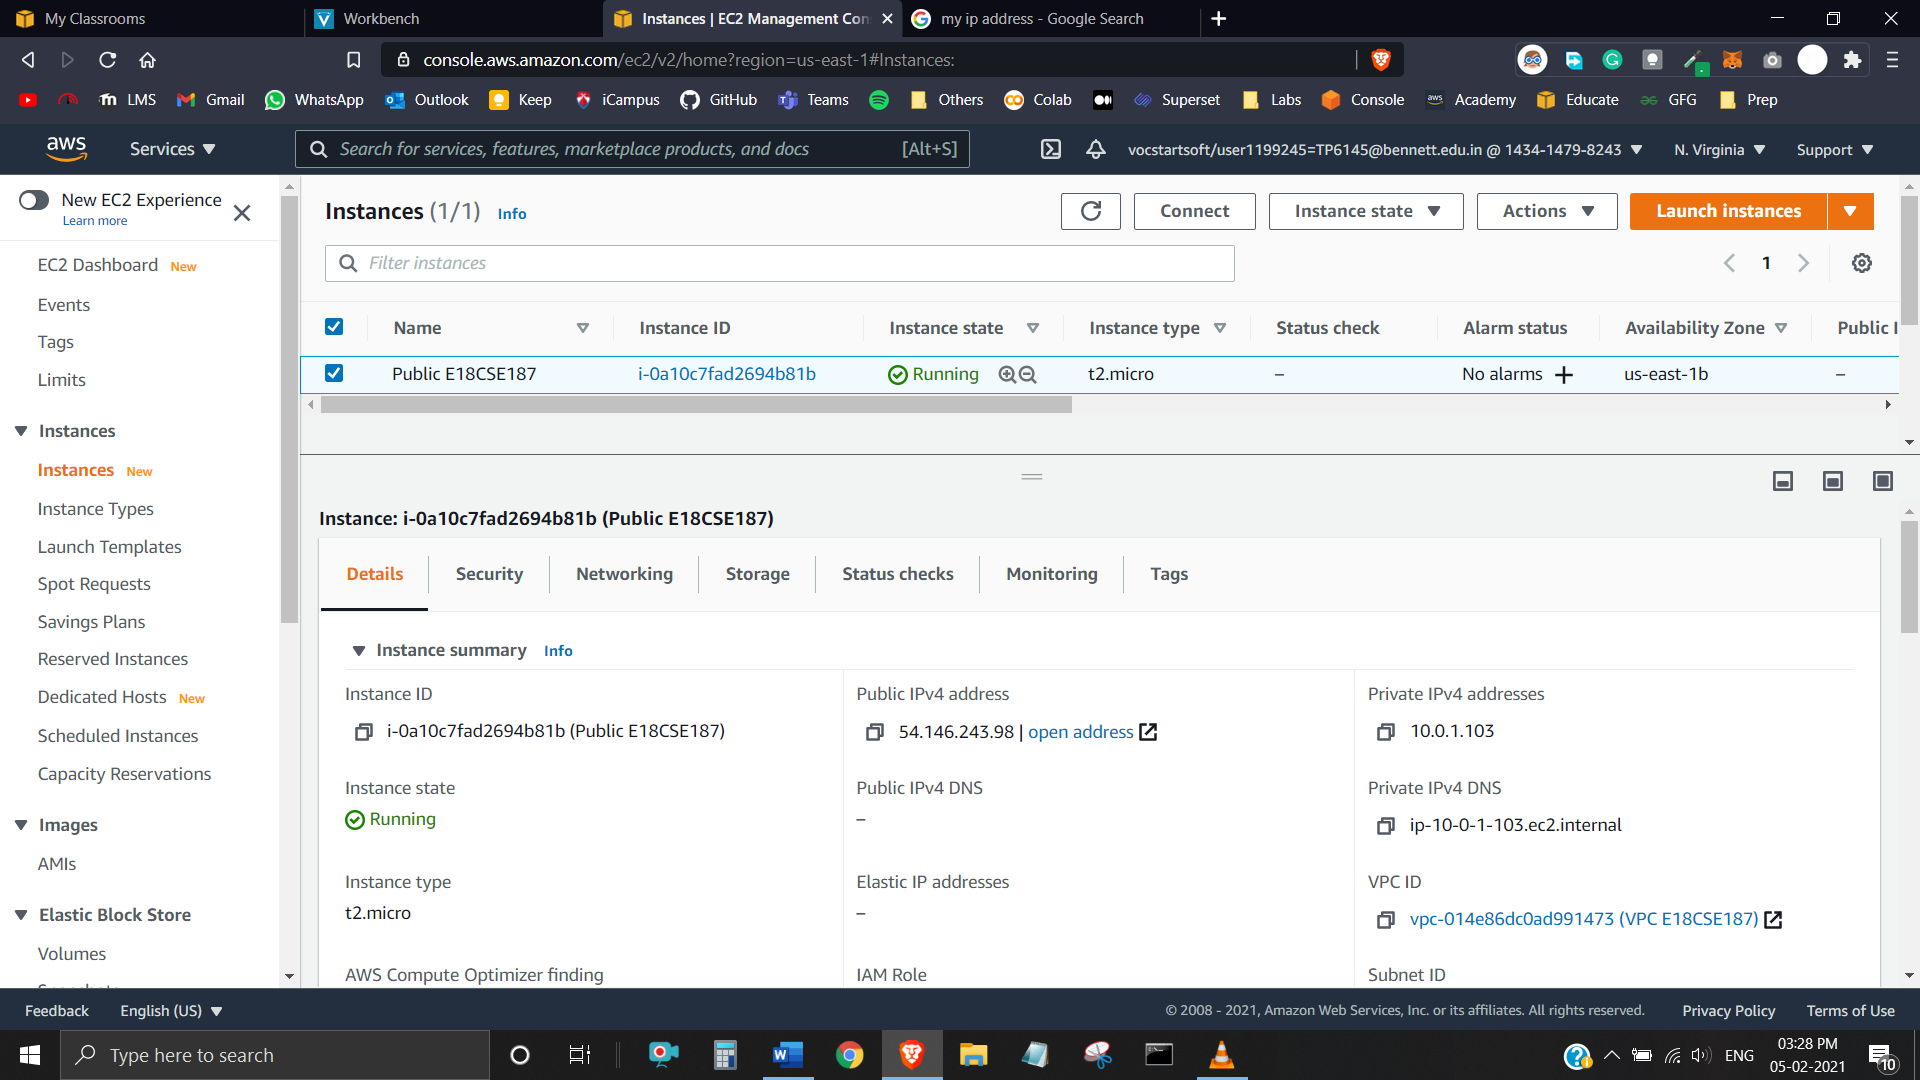 My Classrooms
Workbench
Instances | EC2 Management Con
my ip address - Google Search
console.aws.amazon.com/ec2/v2/home?region=us-east-1#Instances:
LMS
Gmail
WhatsApp
Outlook
Keep
iCampus
GitHub
Teams
Others
Colab
Superset
Labs
Console
aws
Academy
Educate
GFG
Prep
aws
Services
Search for services, features, marketplace products, and docs
[Alt+S]
vocstartsoft/user1199245=TP6145@bennett.edu.in @ 1434-1479-8243
N. Virginia
Support
New EC2 Experience
Learn more
EC2 Dashboard New
Events
Tags
Limits
Instances
Instances New
Instance Types
Launch Templates
Spot Requests
Savings Plans
Reserved Instances
Dedicated Hosts New
Scheduled Instances
Capacity Reservations
Images
AMIs
Elastic Block Store
Volumes
Instances (1/1) Info
Connect
Instance state
Actions
Launch instances
Filter instances
1
Name
Instance ID
Instance state
Instance type
Status check
Alarm status
Availability Zone
Public I
Public E18CSE187
i-0a10c7fad2694b81b
Running
t2.micro
–
No alarms
us-east-1b
–
Instance: i-0a10c7fad2694b81b (Public E18CSE187)
Details
Security
Networking
Storage
Status checks
Monitoring
Tags
Instance summary Info
Instance ID
i-0a10c7fad2694b81b (Public E18CSE187)
Public IPv4 address
54.146.243.98 | open address
Private IPv4 addresses
10.0.1.103
Instance state
Running
Public IPv4 DNS
–
Private IPv4 DNS
ip-10-0-1-103.ec2.internal
Instance type
t2.micro
Elastic IP addresses
–
VPC ID
vpc-014e86dc0ad991473 (VPC E18CSE187)
AWS Compute Optimizer finding
IAM Role
Subnet ID
Feedback
English (US)
© 2008 - 2021, Amazon Web Services, Inc. or its affiliates. All rights reserved.
Privacy Policy
Terms of Use
Type here to search
ENG
03:28 PM
05-02-2021
10